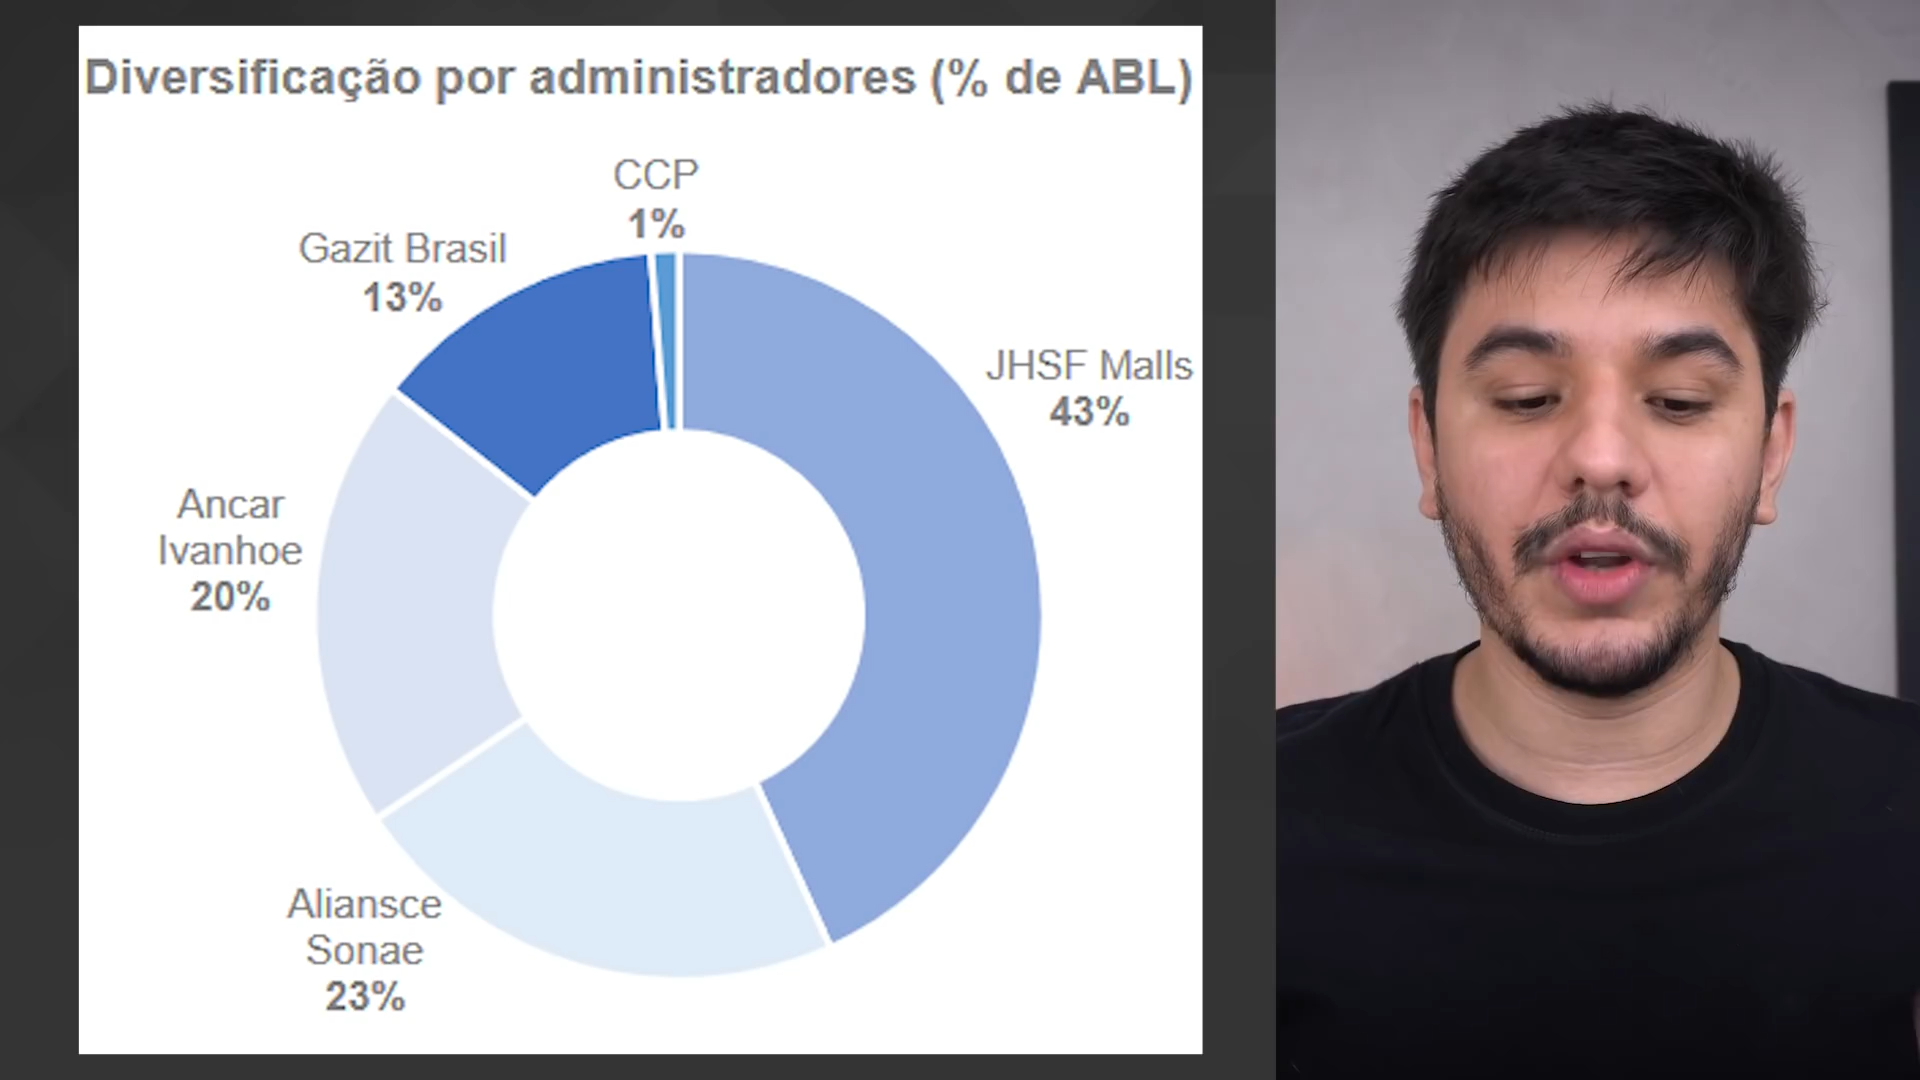 Diversificação por administradores (% de ABL)
CCP
1%
Gazit Brasil
13%
JHSF Malls
43%
Ancar
Ivanhoe
20%
Aliansce
Sonae
23%